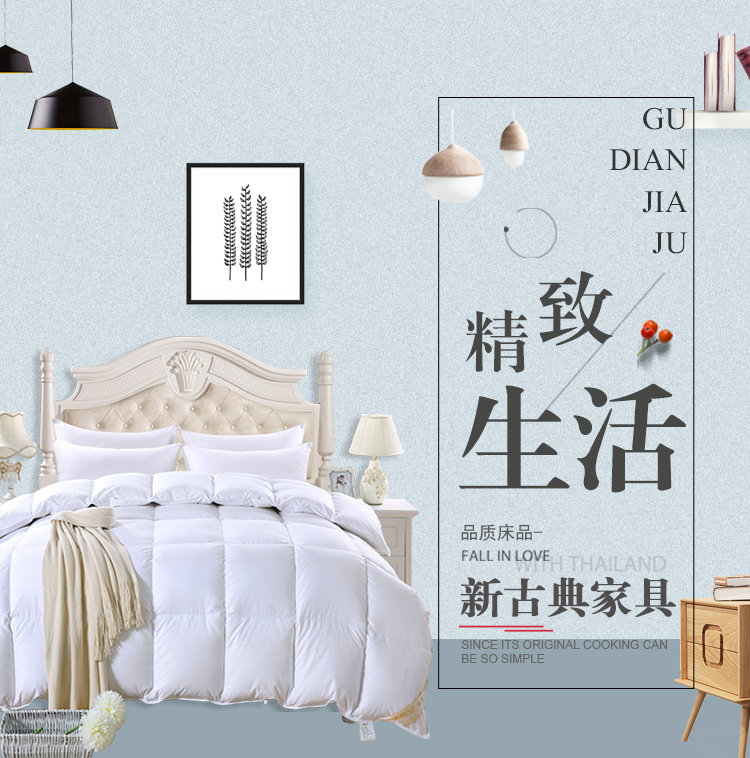 GU
DIAN
JIA
JU
精致
生活
品质床品-
FALL IN LOVE
WITH THAILAND
新古典家具
SINCE ITS ORIGINAL COOKING CAN
BE SO SIMPLE